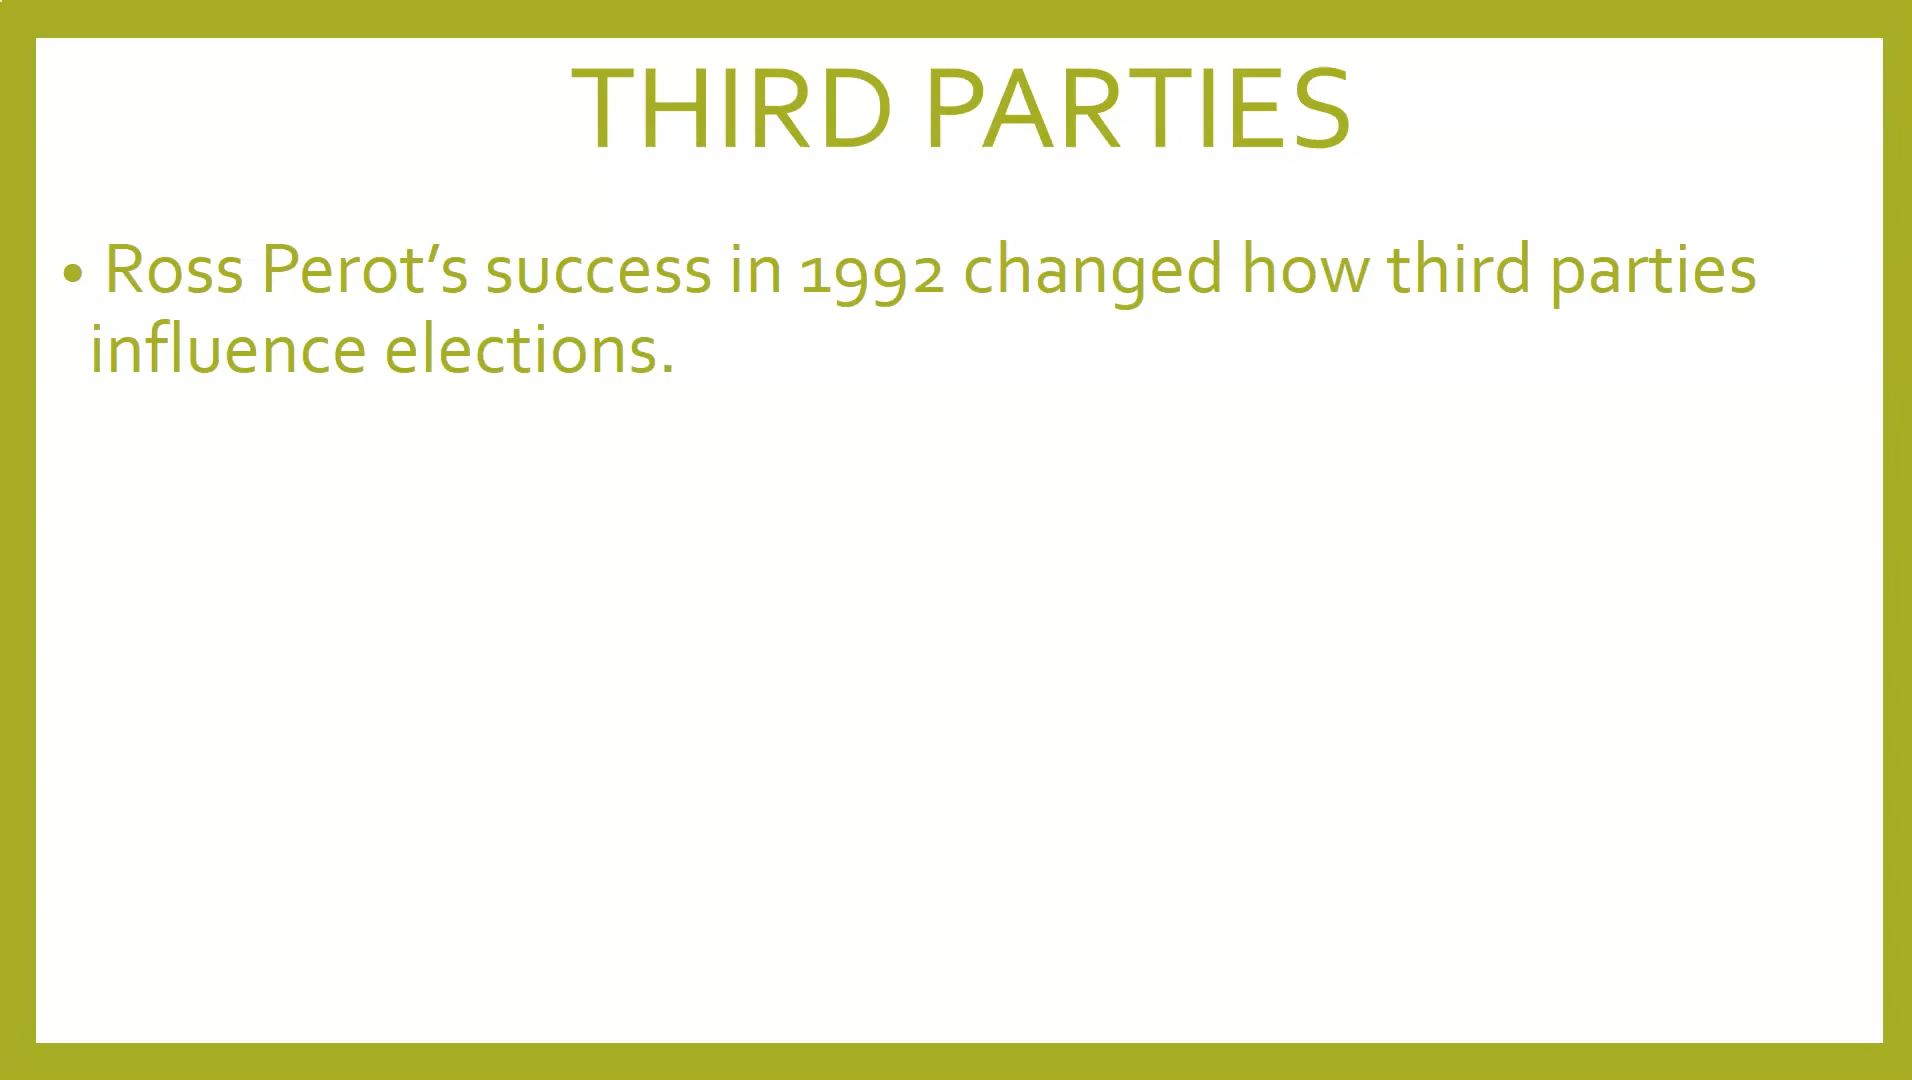 THIRD PARTIES
• Ross Perot’s success in 1992 changed how third parties
influence elections.